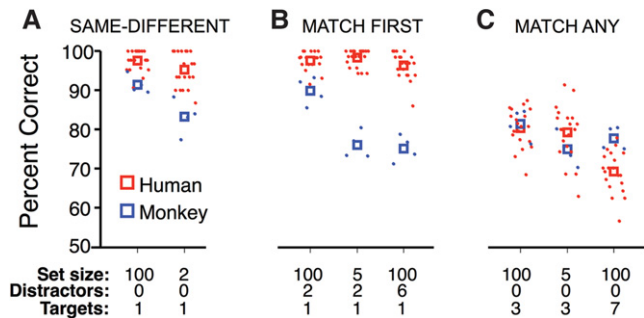 A SAME-DIFFERENT B MATCH FIRST C MATCH ANY
Percent Correct
100
90
80
70
60
50
Human
Monkey
Set size: 100 2 100 5 100 100 5 100
Distractors: 0 0 2 2 6 0 0 0
Targets: 1 1 1 1 1 3 3 7